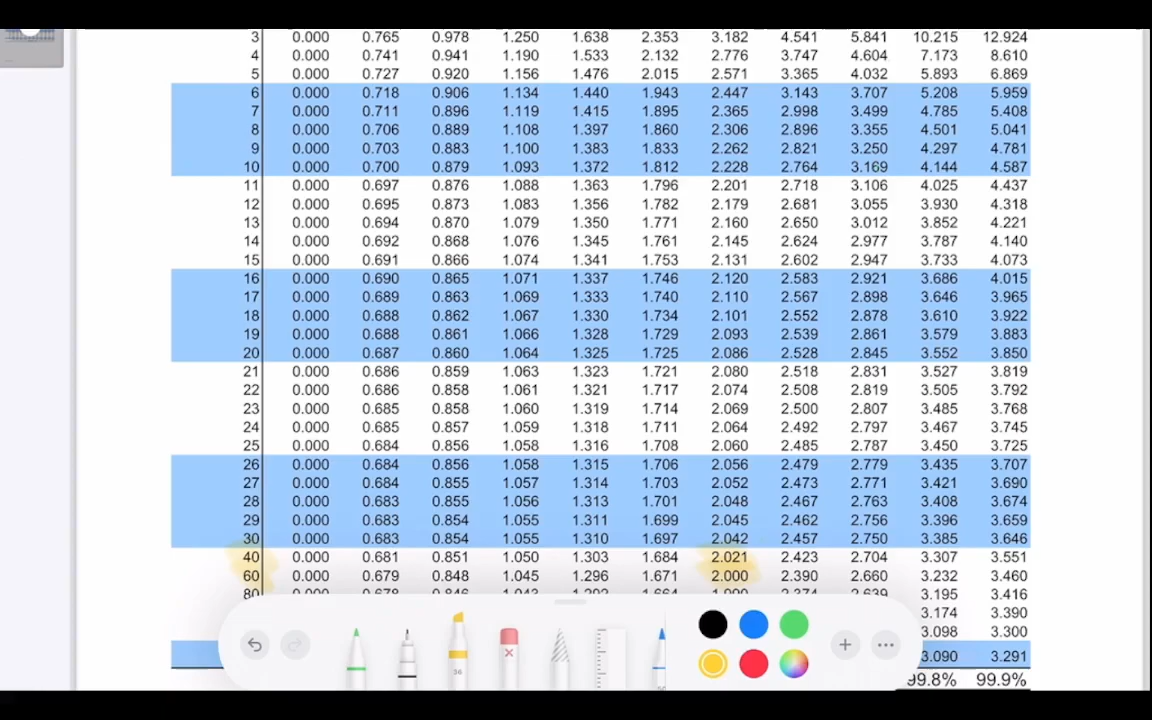 3 0.000 0.765 0.978 1.250 1.638 2.353 3.182 4.541 5.841 10.215 12.924
4 0.000 0.741 0.941 1.190 1.533 2.132 2.776 3.747 4.604 7.173 8.610
5 0.000 0.727 0.920 1.156 1.476 2.015 2.571 3.365 4.032 5.893 6.869
6 0.000 0.718 0.906 1.134 1.440 1.943 2.447 3.143 3.707 5.208 5.959
7 0.000 0.711 0.896 1.119 1.415 1.895 2.365 2.998 3.499 4.785 5.408
8 0.000 0.706 0.889 1.108 1.397 1.860 2.306 2.896 3.355 4.501 5.041
9 0.000 0.703 0.883 1.100 1.383 1.833 2.262 2.821 3.250 4.297 4.781
10 0.000 0.700 0.879 1.093 1.372 1.812 2.228 2.764 3.169 4.144 4.587
11 0.000 0.697 0.876 1.088 1.363 1.796 2.201 2.718 3.106 4.025 4.437
12 0.000 0.695 0.873 1.083 1.356 1.782 2.179 2.681 3.055 3.930 4.318
13 0.000 0.694 0.870 1.079 1.350 1.771 2.160 2.650 3.012 3.852 4.221
14 0.000 0.692 0.868 1.076 1.345 1.761 2.145 2.624 2.977 3.787 4.140
15 0.000 0.691 0.866 1.074 1.341 1.753 2.131 2.602 2.947 3.733 4.073
16 0.000 0.690 0.865 1.071 1.337 1.746 2.120 2.583 2.921 3.686 4.015
17 0.000 0.689 0.863 1.069 1.333 1.740 2.110 2.567 2.898 3.646 3.965
18 0.000 0.688 0.862 1.067 1.330 1.734 2.101 2.552 2.878 3.610 3.922
19 0.000 0.688 0.861 1.066 1.328 1.729 2.093 2.539 2.861 3.579 3.883
20 0.000 0.687 0.860 1.064 1.325 1.725 2.086 2.528 2.845 3.552 3.850
21 0.000 0.686 0.859 1.063 1.323 1.721 2.080 2.518 2.831 3.527 3.819
22 0.000 0.686 0.858 1.061 1.321 1.717 2.074 2.508 2.819 3.505 3.792
23 0.000 0.685 0.858 1.060 1.319 1.714 2.069 2.500 2.807 3.485 3.768
24 0.000 0.685 0.857 1.059 1.318 1.711 2.064 2.492 2.797 3.467 3.745
25 0.000 0.684 0.856 1.058 1.316 1.708 2.060 2.485 2.787 3.450 3.725
26 0.000 0.684 0.856 1.058 1.315 1.706 2.056 2.479 2.779 3.435 3.707
27 0.000 0.684 0.855 1.057 1.314 1.703 2.052 2.473 2.771 3.421 3.690
28 0.000 0.683 0.855 1.056 1.313 1.701 2.048 2.467 2.763 3.408 3.674
29 0.000 0.683 0.854 1.055 1.311 1.699 2.045 2.462 2.756 3.396 3.659
30 0.000 0.683 0.854 1.055 1.310 1.697 2.042 2.457 2.750 3.385 3.646
40 0.000 0.681 0.851 1.050 1.303 1.684 2.021 2.423 2.704 3.307 3.551
60 0.000 0.679 0.848 1.045 1.296 1.671 2.000 2.390 2.660 3.232 3.460
80 3.195 3.416
3.174 3.390
3.098 3.300
3.090 3.291
99.8% 99.9%
36